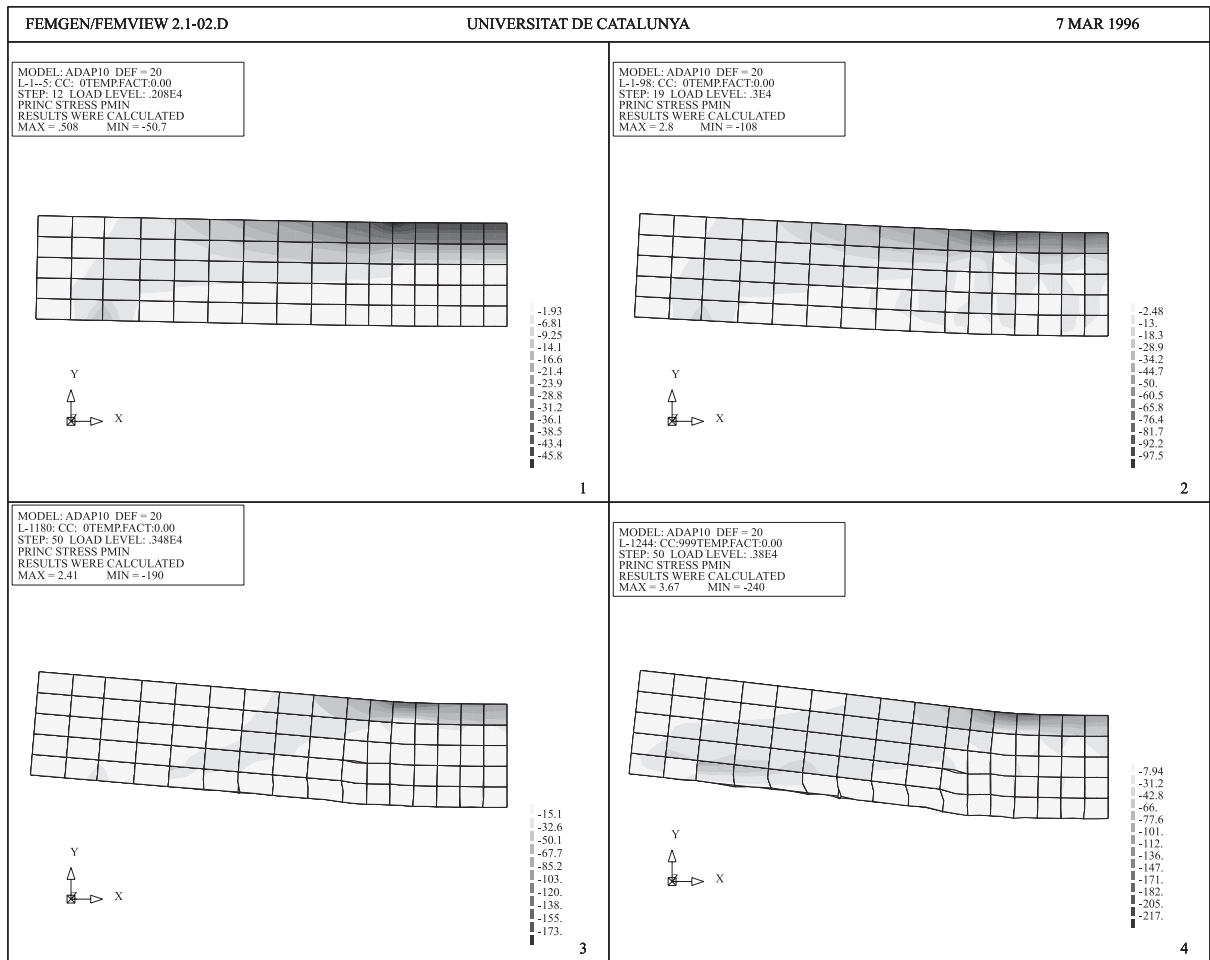 FEMGEN/FEMVIEW 2.1-02.D UNIVERSITAT DE CATALUNYA 7 MAR 1996
MODEL: ADAP10 DEF = 20
L-1--5: CC: 0TEMP.FACT:0.00
STEP: 12 LOAD LEVEL: .208E4
PRINC STRESS PMIN
RESULTS WERE CALCULATED
MAX = .508 MIN = -50.7
-1.93
-6.81
-9.25
-14.1
-16.6
-21.4
-23.9
-28.8
-31.2
-36.1
-38.5
-43.4
-45.8
Y
X
1
MODEL: ADAP10 DEF = 20
L-1-98: CC: 0TEMP.FACT:0.00
STEP: 19 LOAD LEVEL: .3E4
PRINC STRESS PMIN
RESULTS WERE CALCULATED
MAX = 2.8 MIN = -108
-2.48
-13.
-18.3
-28.9
-34.2
-44.7
-50.
-60.5
-65.8
-76.4
-81.7
-92.2
-97.5
Y
X
2
MODEL: ADAP10 DEF = 20
L-1180: CC: 0TEMP.FACT:0.00
STEP: 50 LOAD LEVEL: .348E4
PRINC STRESS PMIN
RESULTS WERE CALCULATED
MAX = 2.41 MIN = -190
-15.1
-32.6
-50.1
-67.7
-85.2
-103.
-120.
-138.
-155.
-173.
Y
X
3
MODEL: ADAP10 DEF = 20
L-1244: CC:999TEMP.FACT:0.00
STEP: 50 LOAD LEVEL: .38E4
PRINC STRESS PMIN
RESULTS WERE CALCULATED
MAX = 3.67 MIN = -240
-7.94
-31.2
-42.8
-66.
-77.6
-101.
-112.
-136.
-147.
-171.
-182.
-205.
-217.
Y
X
4